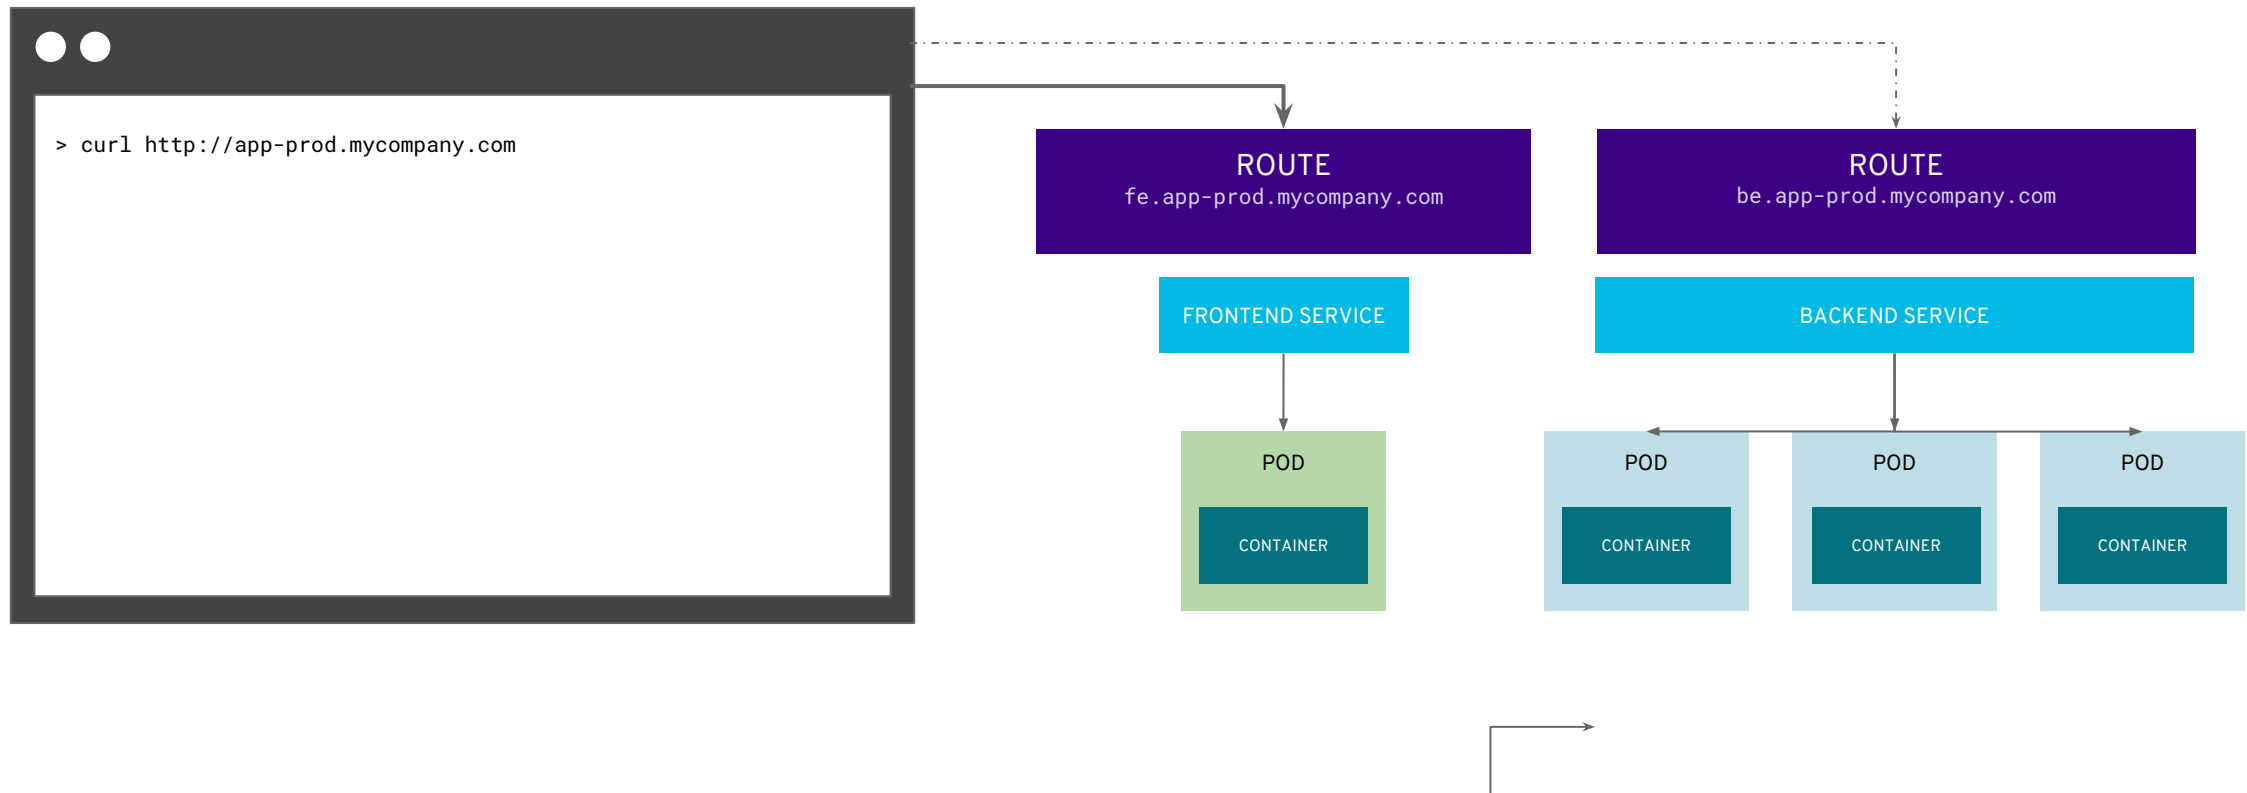 > curl http://app-prod.mycompany.com
ROUTE
fe.app-prod.mycompany.com
ROUTE
be.app-prod.mycompany.com
FRONTEND SERVICE
BACKEND SERVICE
POD
POD
POD
POD
CONTAINER
CONTAINER
CONTAINER
CONTAINER